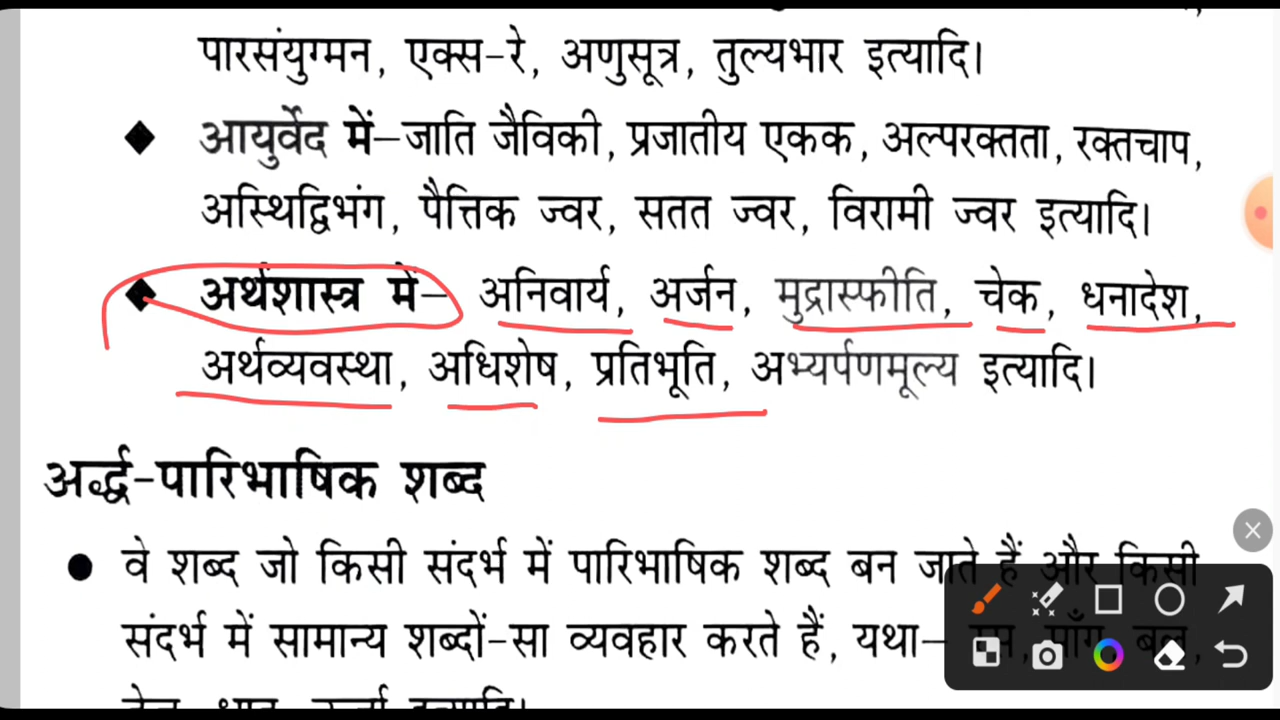 पारसंयुग्मन, एक्स-रे, अणुसूत्र, तुल्यभार इत्यादि।
◆ आयुर्वेद में–जाति जैविकी, प्रजातीय एकक, अल्परक्तता, रक्तचाप,
अस्थिद्विभंग, पैत्तिक ज्वर, सतत ज्वर, विरामी ज्वर इत्यादि।
◆ अर्थशास्त्र में– अनिवार्य, अर्जन, मुद्रास्फीति, चेक, धनादेश,
अर्थव्यवस्था, अधिशेष, प्रतिभूति, अभ्यर्पणमूल्य इत्यादि।
अर्द्ध-पारिभाषिक शब्द
● वे शब्द जो किसी संदर्भ में पारिभाषिक शब्द बन जाते हैं और किसी
संदर्भ में सामान्य शब्दों-सा व्यवहार करते हैं, यथा–